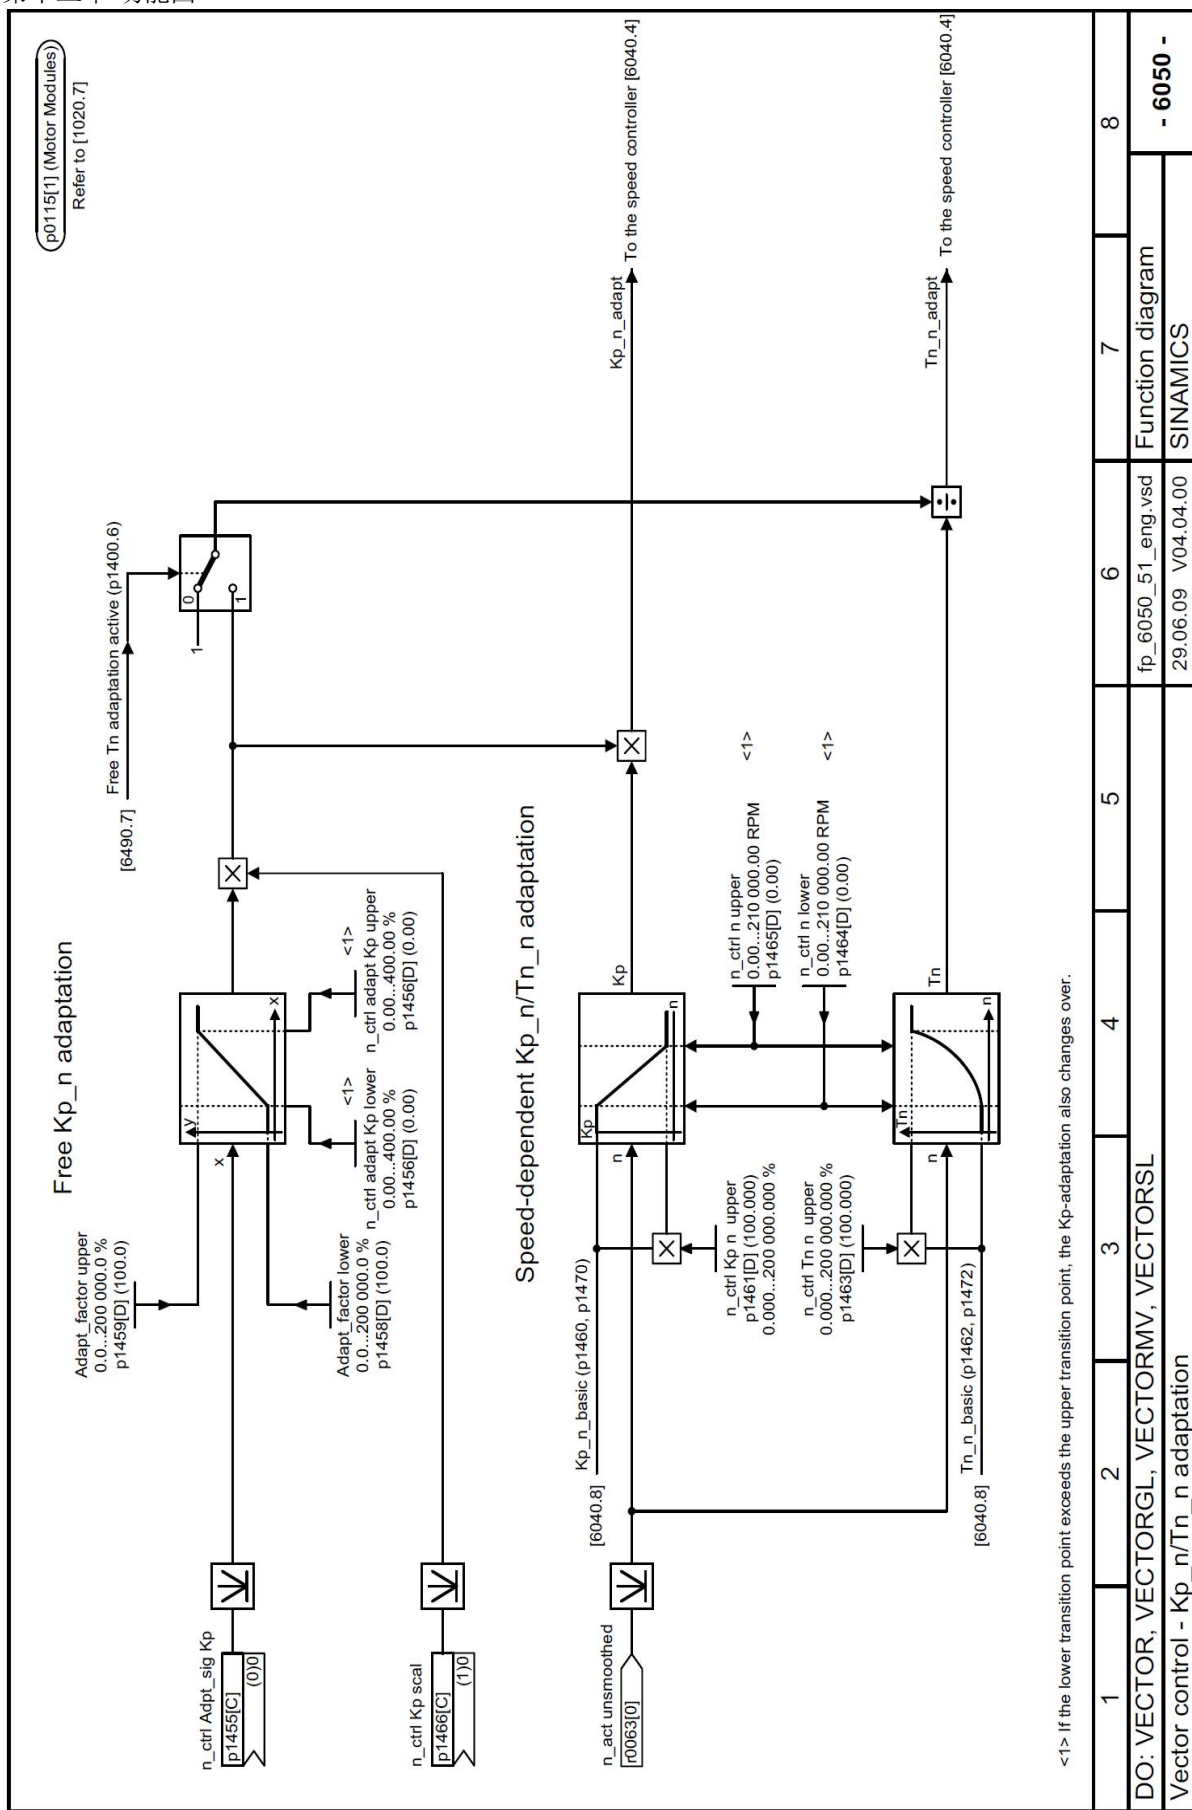 p0115[1] (Motor Modules)
Refer to [1020.7]
Free Kp_n adaptation
n_ctrl Adpt_sig Kp
p1455[C]
(0)0
Adapt_factor upper
0.0...200 000.0 %
p1459[D] (100.0)
Adapt_factor lower
0.0...200 000.0 %
p1458[D] (100.0)
x
y
x
<1>
n_ctrl adapt Kp lower
0.00...400.00 %
p1456[D] (0.00)
<1>
n_ctrl adapt Kp upper
0.00...400.00 %
p1456[D] (0.00)
[6490.7]
Free Tn adaptation active (p1400.6)
0
1
1
n_ctrl Kp scal
p1466[C]
(1)0
Speed-dependent Kp_n/Tn_n adaptation
[6040.8]
Kp_n_basic (p1460, p1470)
n_act unsmoothed
r0063[0]
n_ctrl Kp n upper
p1461[D] (100.000)
0.000...200 000.000 %
n_ctrl Tn n upper
0.000...200 000.000 %
p1463[D] (100.000)
[6040.8]
Tn_n_basic (p1462, p1472)
n
Kp
n
Kp
n
Tn
n
Tn
n_ctrl n upper
0.00...210 000.00 RPM
p1465[D] (0.00)
<1>
n_ctrl n lower
0.00...210 000.00 RPM
p1464[D] (0.00)
<1>
Kp_n_adapt
To the speed controller [6040.4]
Tn_n_adapt
To the speed controller [6040.4]
<1> If the lower transition point exceeds the upper transition point, the Kp-adaptation also changes over.
1
2
3
4
5
6
7
8
DO: VECTOR, VECTORGL, VECTORMV, VECTORSL
fp_6050_51_eng.vsd
Function diagram
- 6050 -
Vector control - Kp_n/Tn_n adaptation
29.06.09 V04.04.00
SINAMICS